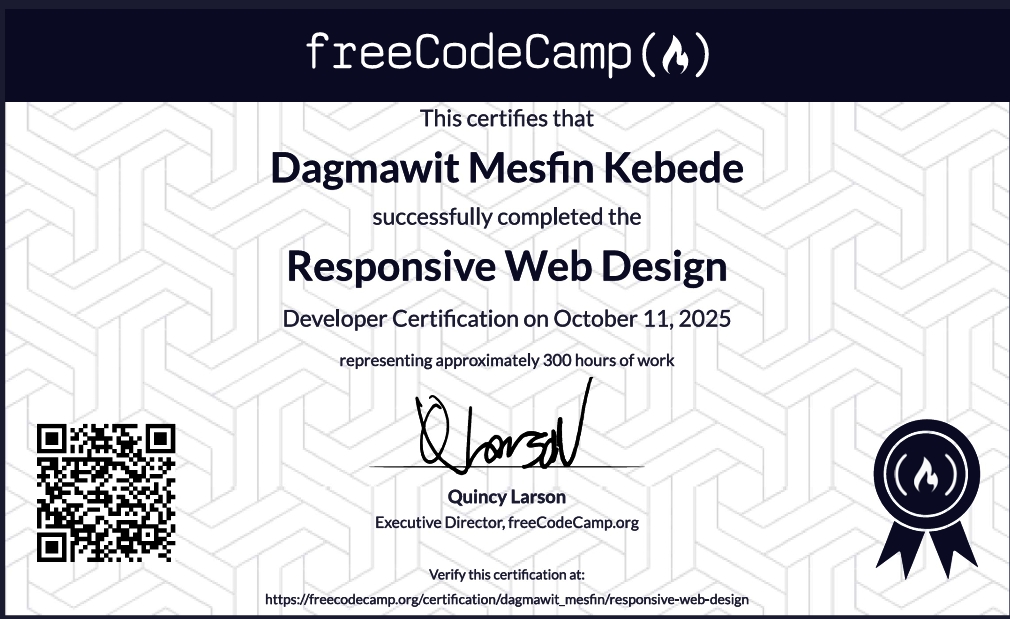 freeCodeCamp
This certifies that
Dagmawit Mesfin Kebede
successfully completed the
Responsive Web Design
Developer Certification on October 11, 2025
representing approximately 300 hours of work
Q Larson
Quincy Larson
Executive Director, freeCodeCamp.org
Verify this certification at:
https://freecodecamp.org/certification/dagmawit_mesfin/responsive-web-design